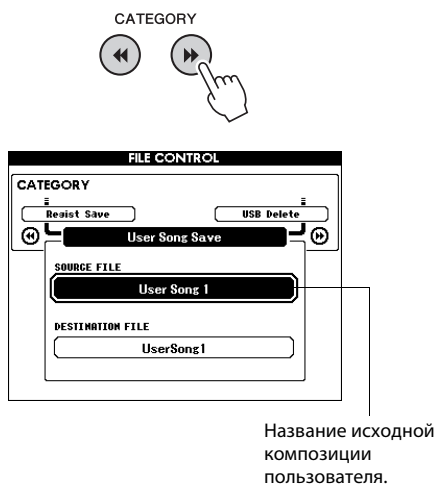 CATEGORY
FILE CONTROL
CATEGORY
Regist Save
USB Delete
User Song Save
SOURCE FILE
User Song 1
DESTINATION FILE
UserSong1
Название исходной
композиции
пользователя.